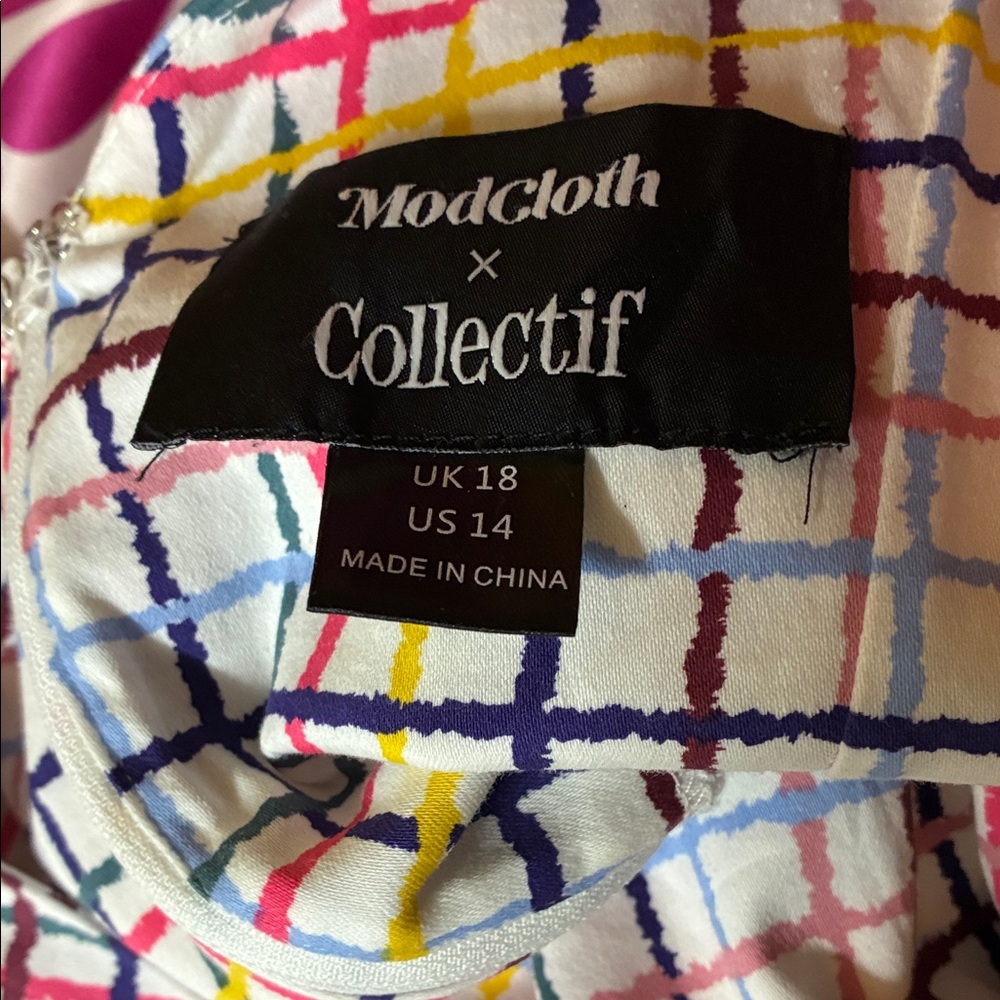 ModCloth
×
Collectif
UK 18
US 14
MADE IN CHINA